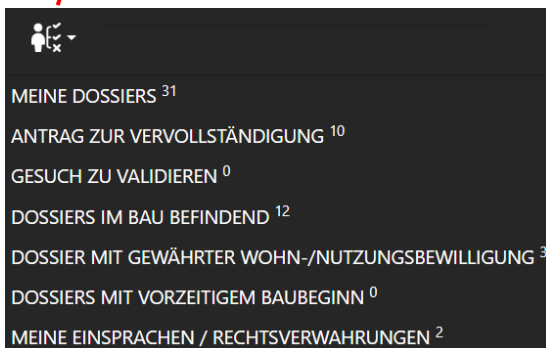 MEINE DOSSIERS 31
ANTRAG ZUR VERVOLLSTÄNDIGUNG 10
GESUCH ZU VALIDIEREN 0
DOSSIERS IM BAU BEFINDEND 12
DOSSIER MIT GEWÄHRTER WOHN-/NUTZUNGSBEWILLIGUNG 3
DOSSIERS MIT VORZEITIGEM BAUBEGINN 0
MEINE EINSPRACHEN / RECHTSVERWAHRUNGEN 2